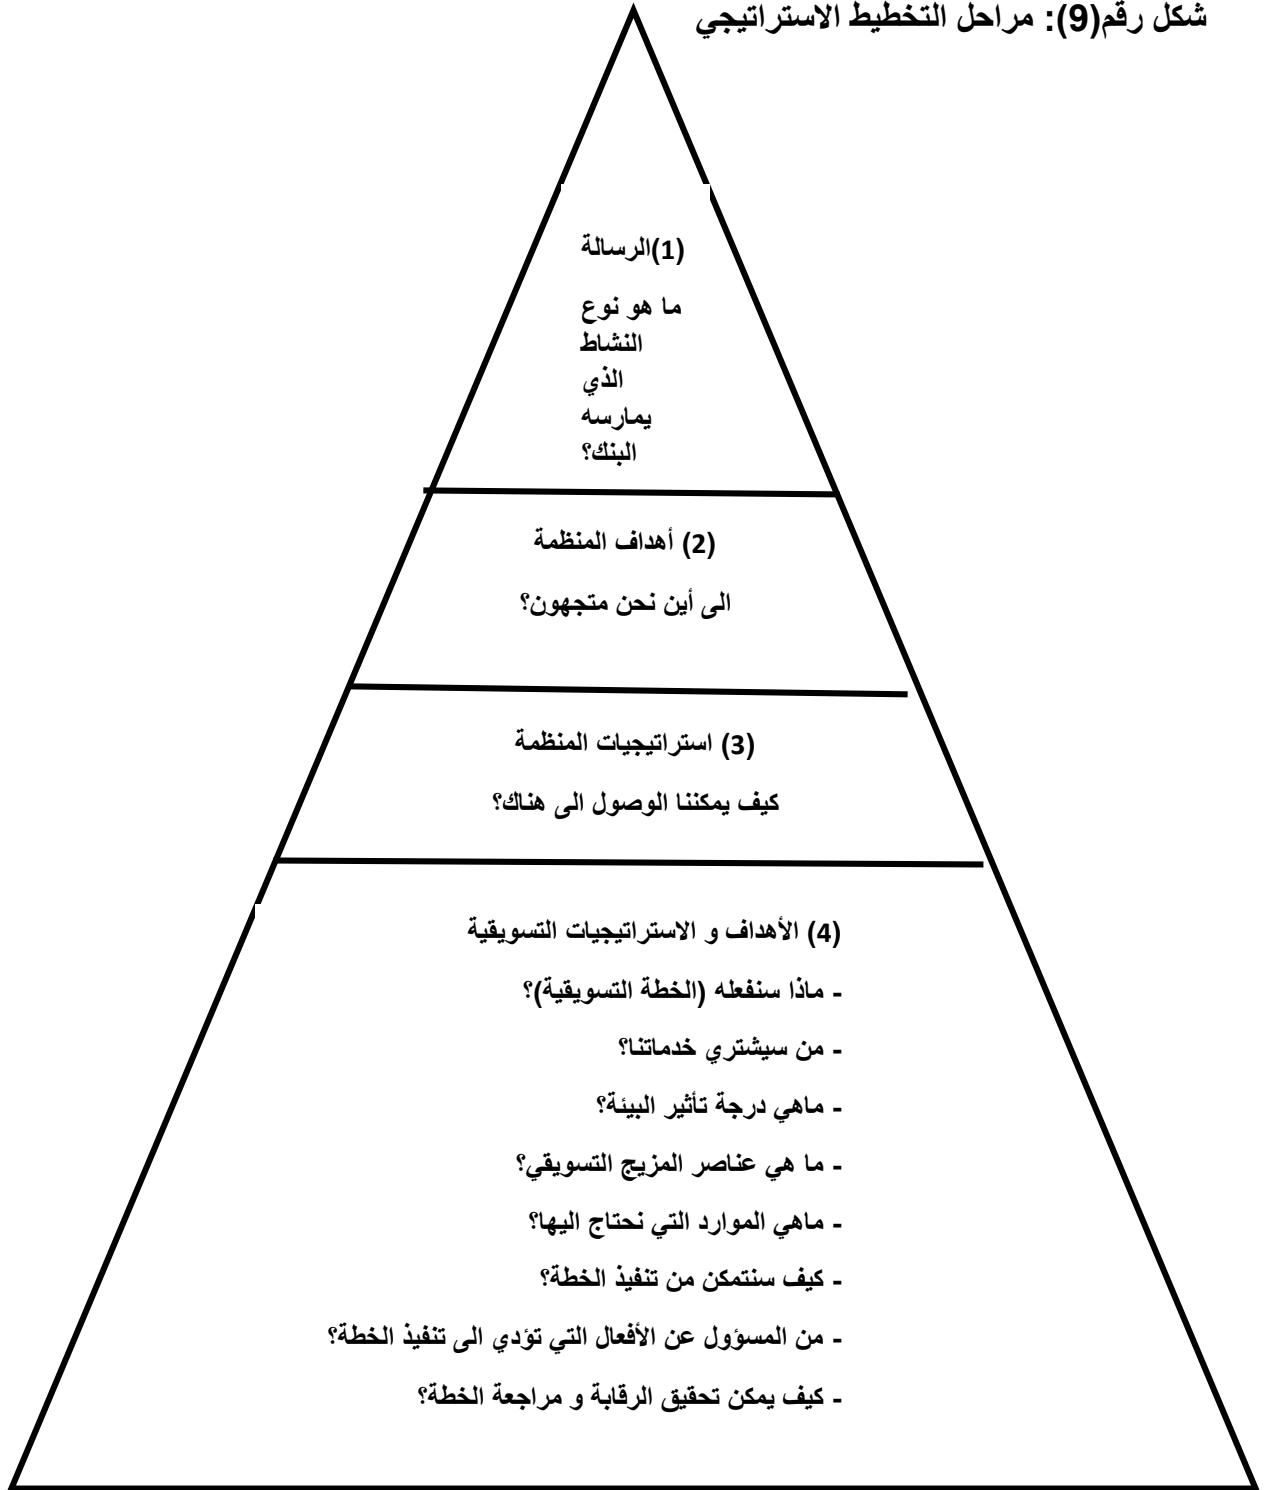 شكل رقم(9): مراحل التخطيط الاستراتيجي
(1)الرسالة
ما هو نوع
النشاط
الذي
يمارسه
البنك؟
(2) أهداف المنظمة
الى أين نحن متجهون؟
(3) استراتيجيات المنظمة
كيف يمكننا الوصول الى هناك؟
(4) الأهداف و الاستراتيجيات التسويقية
- ماذا سنفعله (الخطة التسويقية)؟
- من سيشتري خدماتنا؟
- ماهي درجة تأثير البيئة؟
- ما هي عناصر المزيج التسويقي؟
- ماهي الموارد التي نحتاج اليها؟
- كيف سنتمكن من تنفيذ الخطة؟
- من المسؤول عن الأفعال التي تؤدي الى تنفيذ الخطة؟
- كيف يمكن تحقيق الرقابة و مراجعة الخطة؟